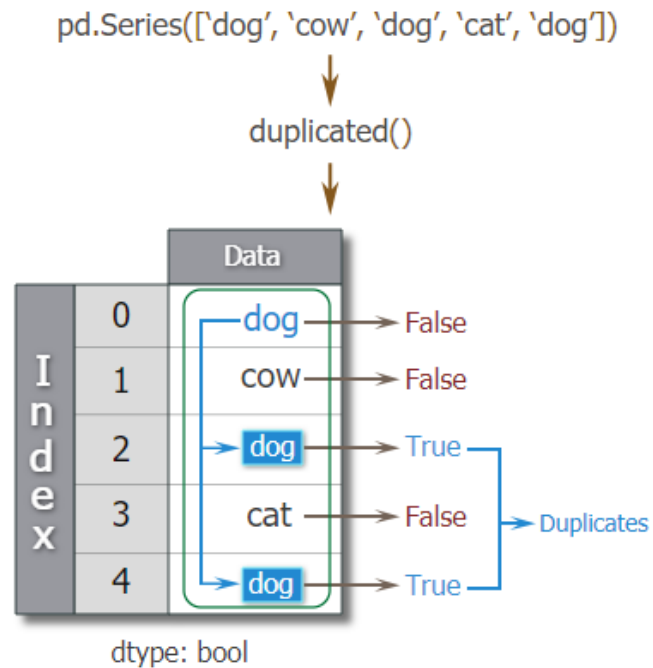 pd.Series([‘dog’, ‘cow’, ‘dog’, ‘cat’, ‘dog’])
duplicated()
Data
Index
0 dog False
1 cow False
2 dog True
3 cat False
Duplicates
4 dog True
dtype: bool